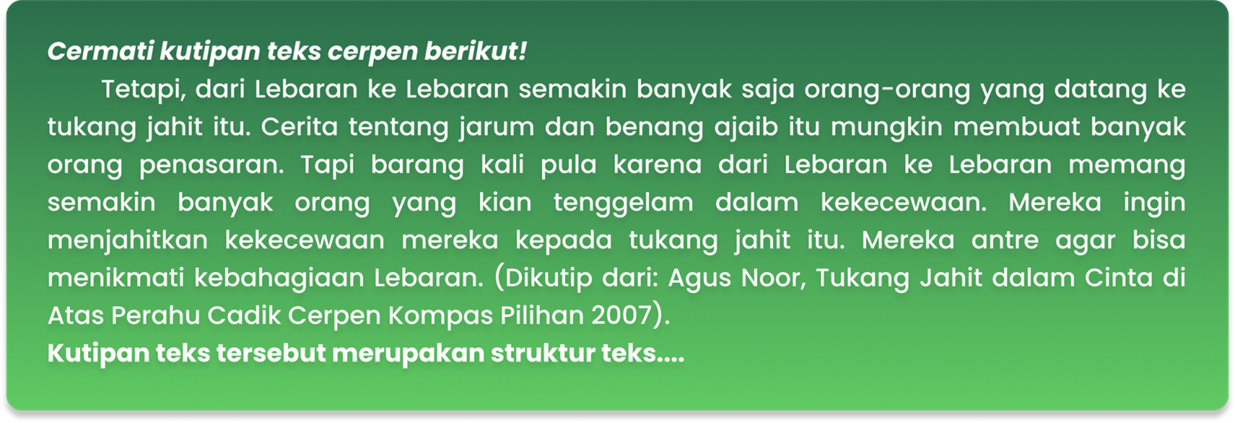 Cermati kutipan teks cerpen berikut!
Tetapi, dari Lebaran ke Lebaran semakin banyak saja orang-orang yang datang ke
tukang jahit itu. Cerita tentang jarum dan benang ajaib itu mungkin membuat banyak
orang penasaran. Tapi barang kali pula karena dari Lebaran ke Lebaran memang
semakin banyak orang yang kian tenggelam dalam kekecewaan. Mereka ingin
menjahitkan kekecewaan mereka kepada tukang jahit itu. Mereka antre agar bisa
menikmati kebahagiaan Lebaran. (Dikutip dari: Agus Noor, Tukang Jahit dalam Cinta di
Atas Perahu Cadik Cerpen Kompas Pilihan 2007).
Kutipan teks tersebut merupakan struktur teks....